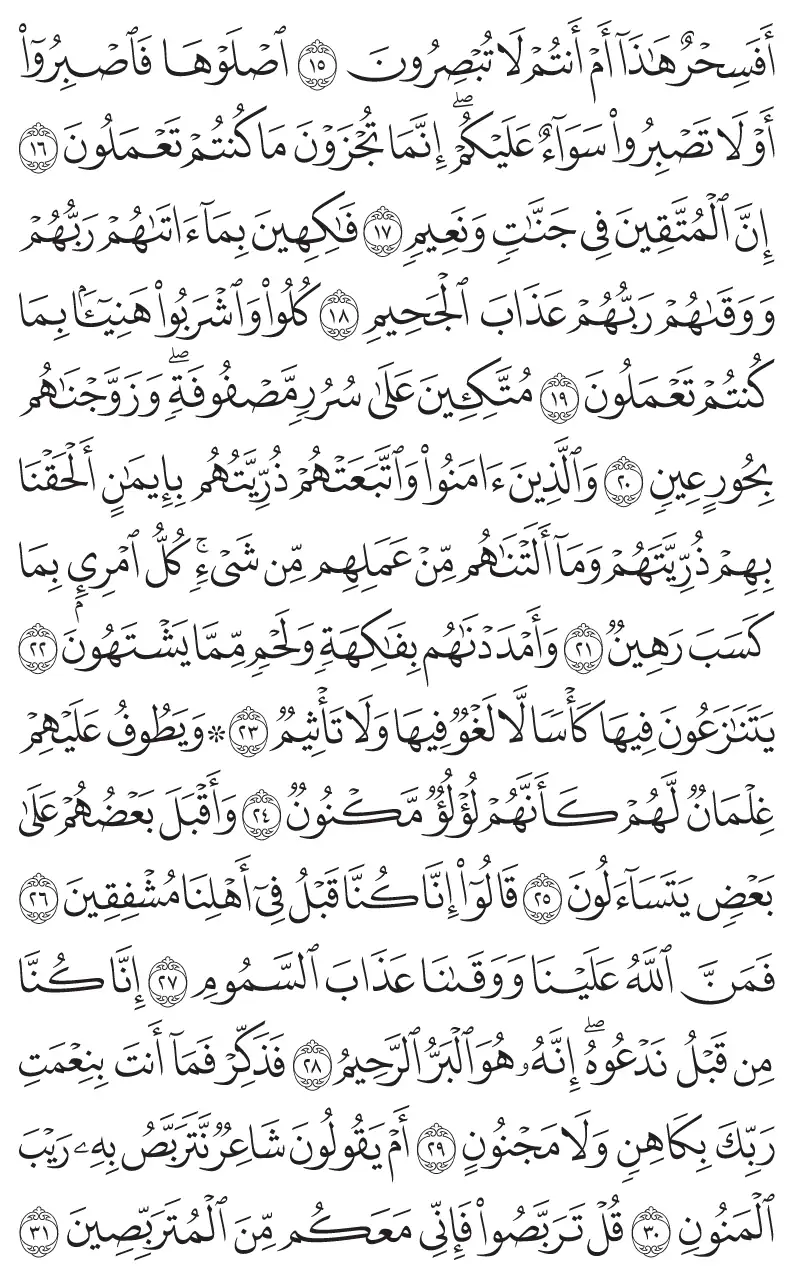 أَفَسِحْرٌ هَٰذَآ أَمْ أَنتُمْ لَا تُبْصِرُونَ ١٥ ٱصْلَوْهَا فَٱصْبِرُوٓا۟
أَوْ لَا تَصْبِرُوا۟ سَوَآءٌ عَلَيْكُمْ ۖ إِنَّمَا تُجْزَوْنَ مَا كُنتُمْ تَعْمَلُونَ ١٦
إِنَّ ٱلْمُتَّقِينَ فِى جَنَّٰتٍ وَنَعِيمٍ ١٧ فَٰكِهِينَ بِمَآ ءَاتَىٰهُمْ رَبُّهُمْ
وَوَقَىٰهُمْ رَبُّهُمْ عَذَابَ ٱلْجَحِيمِ ١٨ كُلُوا۟ وَٱشْرَبُوا۟ هَنِيٓـًٔۢا بِمَا
كُنتُمْ تَعْمَلُونَ ١٩ مُتَّكِـِٔينَ عَلَىٰ سُرُرٍ مَّصْفُوفَةٍ ۖ وَزَوَّجْنَٰهُم
بِحُورٍ عِينٍ ٢٠ وَٱلَّذِينَ ءَامَنُوا۟ وَٱتَّبَعَتْهُمْ ذُرِّيَّتُهُم بِإِيمَٰنٍ أَلْحَقْنَا
بِهِمْ ذُرِّيَّتَهُمْ وَمَآ أَلَتْنَٰهُم مِّنْ عَمَلِهِم مِّن شَىْءٍ ۚ كُلُّ ٱمْرِئٍۭ بِمَا
كَسَبَ رَهِينٌ ٢١ وَأَمْدَدْنَٰهُم بِفَٰكِهَةٍ وَلَحْمٍ مِّمَّا يَشْتَهُونَ ٢٢
يَتَنَٰزَعُونَ فِيهَا كَأْسًا لَّا لَغْوٌ فِيهَا وَلَا تَأْثِيمٌ ٢٣ ۞ وَيَطُوفُ عَلَيْهِمْ
غِلْمَانٌ لَّهُمْ كَأَنَّهُمْ لُؤْلُؤٌ مَّكْنُونٌ ٢٤ وَأَقْبَلَ بَعْضُهُمْ عَلَىٰ
بَعْضٍ يَتَسَآءَلُونَ ٢٥ قَالُوٓا۟ إِنَّا كُنَّا قَبْلُ فِىٓ أَهْلِنَا مُشْفِقِينَ ٢٦
فَمَنَّ ٱللَّهُ عَلَيْنَا وَوَقَىٰنَا عَذَابَ ٱلسَّمُومِ ٢٧ إِنَّا كُنَّا
مِن قَبْلُ نَدْعُوهُ ۖ إِنَّهُۥ هُوَ ٱلْبَرُّ ٱلرَّحِيمُ ٢٨ فَذَكِّرْ فَمَآ أَنتَ بِنِعْمَتِ
رَبِّكَ بِكَاهِنٍ وَلَا مَجْنُونٍ ٢٩ أَمْ يَقُولُونَ شَاعِرٌ نَّتَرَبَّصُ بِهِۦ رَيْبَ
ٱلْمَنُونِ ٣٠ قُلْ تَرَبَّصُوا۟ فَإِنِّى مَعَكُم مِّنَ ٱلْمُتَرَبِّصِينَ ٣١